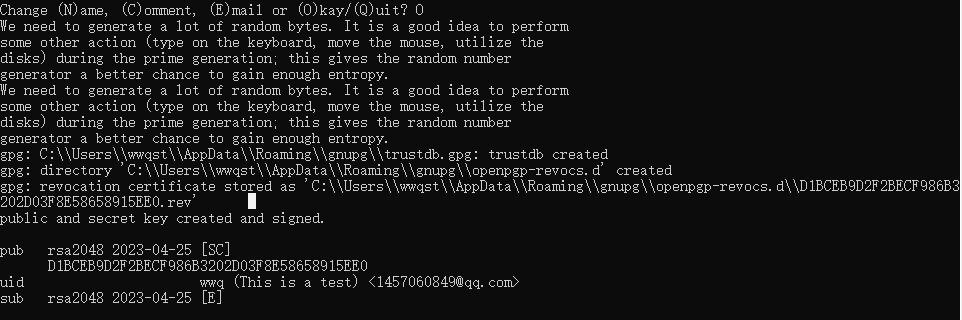 Change (N)ame, (C)omment, (E)mail or (O)kay/(Q)uit? O
We need to generate a lot of random bytes. It is a good idea to perform
some other action (type on the keyboard, move the mouse, utilize the
disks) during the prime generation; this gives the random number
generator a better chance to gain enough entropy.
We need to generate a lot of random bytes. It is a good idea to perform
some other action (type on the keyboard, move the mouse, utilize the
disks) during the prime generation; this gives the random number
generator a better chance to gain enough entropy.
gpg: C:\\Users\\wwqst\\AppData\\Roaming\\gnupg\\trustdb.gpg: trustdb created
gpg: directory 'C:\\Users\\wwqst\\AppData\\Roaming\\gnupg\\openpgp-revocs.d' created
gpg: revocation certificate stored as 'C:\\Users\\wwqst\\AppData\\Roaming\\gnupg\\openpgp-revocs.d\\D1BCEB9D2F2BECF986B3
202D03F8E58658915EE0.rev'
public and secret key created and signed.
pub   rsa2048 2023-04-25 [SC]
      D1BCEB9D2F2BECF986B3202D03F8E58658915EE0
uid                      wwq (This is a test) <1457060849@qq.com>
sub   rsa2048 2023-04-25 [E]